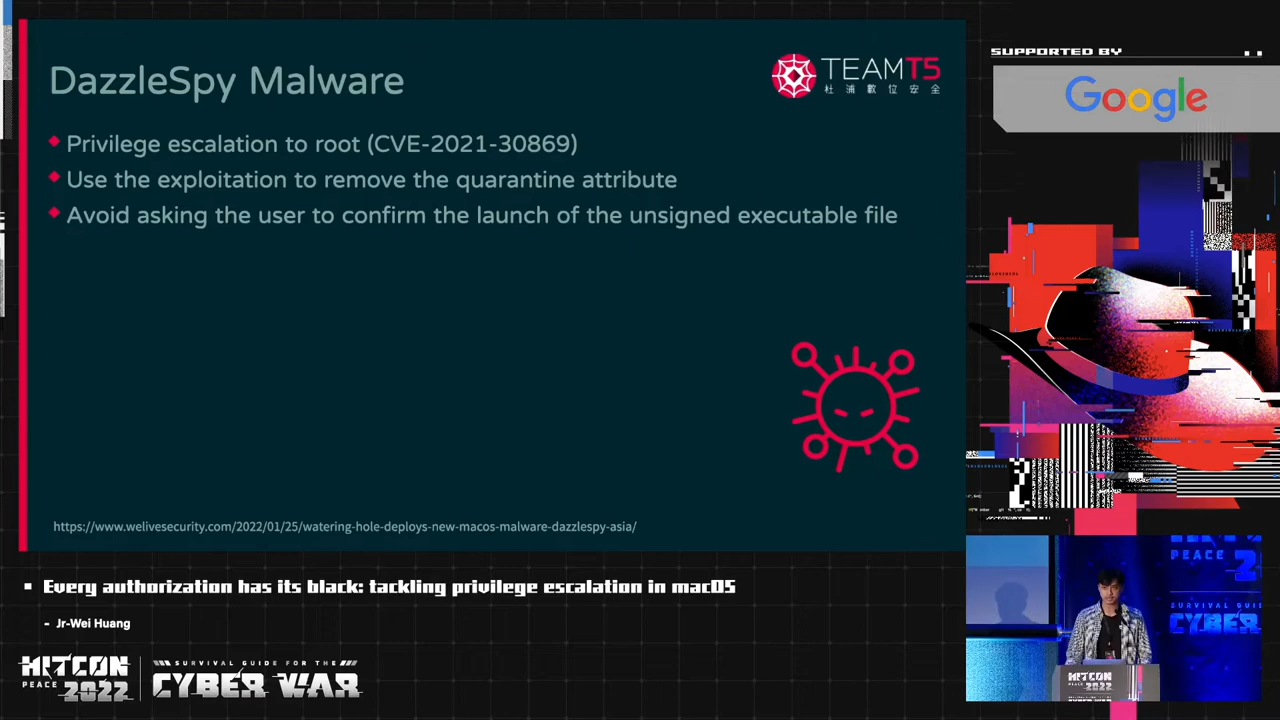 DazzleSpy Malware
TEAMT5
杜浦數位安全
Privilege escalation to root (CVE-2021-30869)
Use the exploitation to remove the quarantine attribute
Avoid asking the user to confirm the launch of the unsigned executable file
https://www.welivesecurity.com/2022/01/25/watering-hole-deploys-new-macos-malware-dazzlespy-asia/
SUPPORTED BY
Google
Every authorization has its black: tackling privilege escalation in macOS
- Jr-Wei Huang
HITCON
PEACE 2022
SURVIVAL GUIDE FOR THE
CYBER WAR
PEACE 2
SURVIVAL GUIDE
CYBER
HITCON
2022